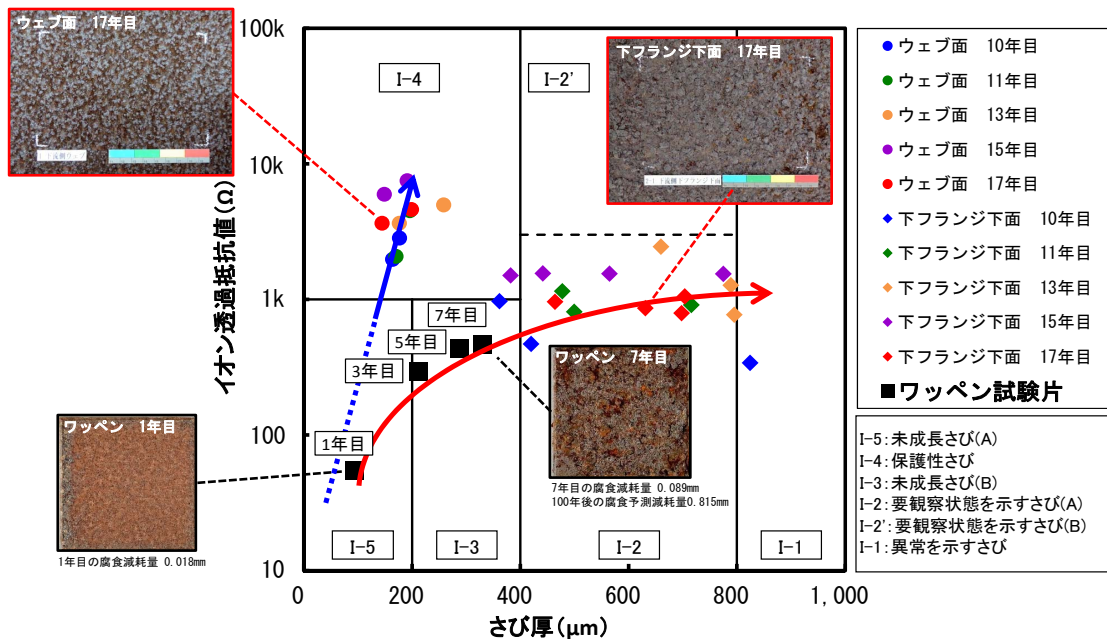 ウェブ面　17年目
下フランジ下面　17年目
イオン透過抵抗値(Ω)
100k
10k
1k
100
10
I-4
I-2'
7年目
5年目
3年目
1年目
ワッペン　1年目
1年目の腐食減耗量 0.018mm
ワッペン　7年目
7年目の腐食減耗量 0.089mm
100年後の腐食予測減耗量0.815mm
I-5
I-3
I-2
I-1
0
200
400
600
800
1,000
さび厚(μm)
ウェブ面　10年目
ウェブ面　11年目
ウェブ面　13年目
ウェブ面　15年目
ウェブ面　17年目
下フランジ下面　10年目
下フランジ下面　11年目
下フランジ下面　13年目
下フランジ下面　15年目
下フランジ下面　17年目
ワッペン試験片
I-5:未成長さび(A)
I-4:保護性さび
I-3:未成長さび(B)
I-2:要観察状態を示すさび(A)
I-2':要観察状態を示すさび(B)
I-1:異常を示すさび